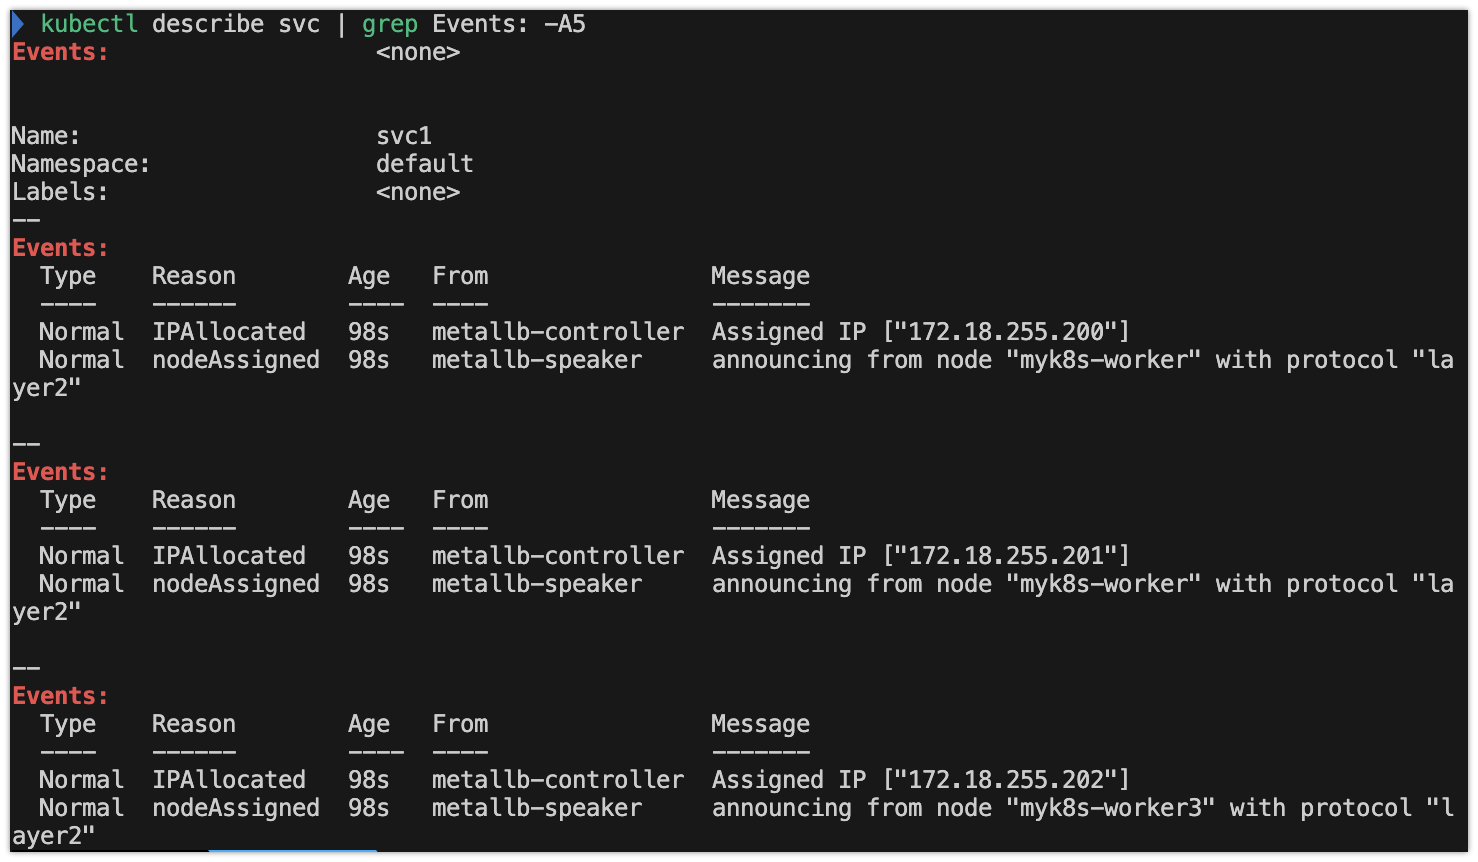 kubectl describe svc | grep Events: -A5
Events:                   <none>
Name:                     svc1
Namespace:                default
Labels:                   <none>
--
Events:
  Type    Reason        Age   From                Message
  ----    ------        ----  ----                -------
  Normal  IPAllocated   98s   metallb-controller  Assigned IP ["172.18.255.200"]
  Normal  nodeAssigned  98s   metallb-speaker     announcing from node "myk8s-worker" with protocol "la
yer2"
--
Events:
  Type    Reason        Age   From                Message
  ----    ------        ----  ----                -------
  Normal  IPAllocated   98s   metallb-controller  Assigned IP ["172.18.255.201"]
  Normal  nodeAssigned  98s   metallb-speaker     announcing from node "myk8s-worker" with protocol "la
yer2"
--
Events:
  Type    Reason        Age   From                Message
  ----    ------        ----  ----                -------
  Normal  IPAllocated   98s   metallb-controller  Assigned IP ["172.18.255.202"]
  Normal  nodeAssigned  98s   metallb-speaker     announcing from node "myk8s-worker3" with protocol "l
ayer2"